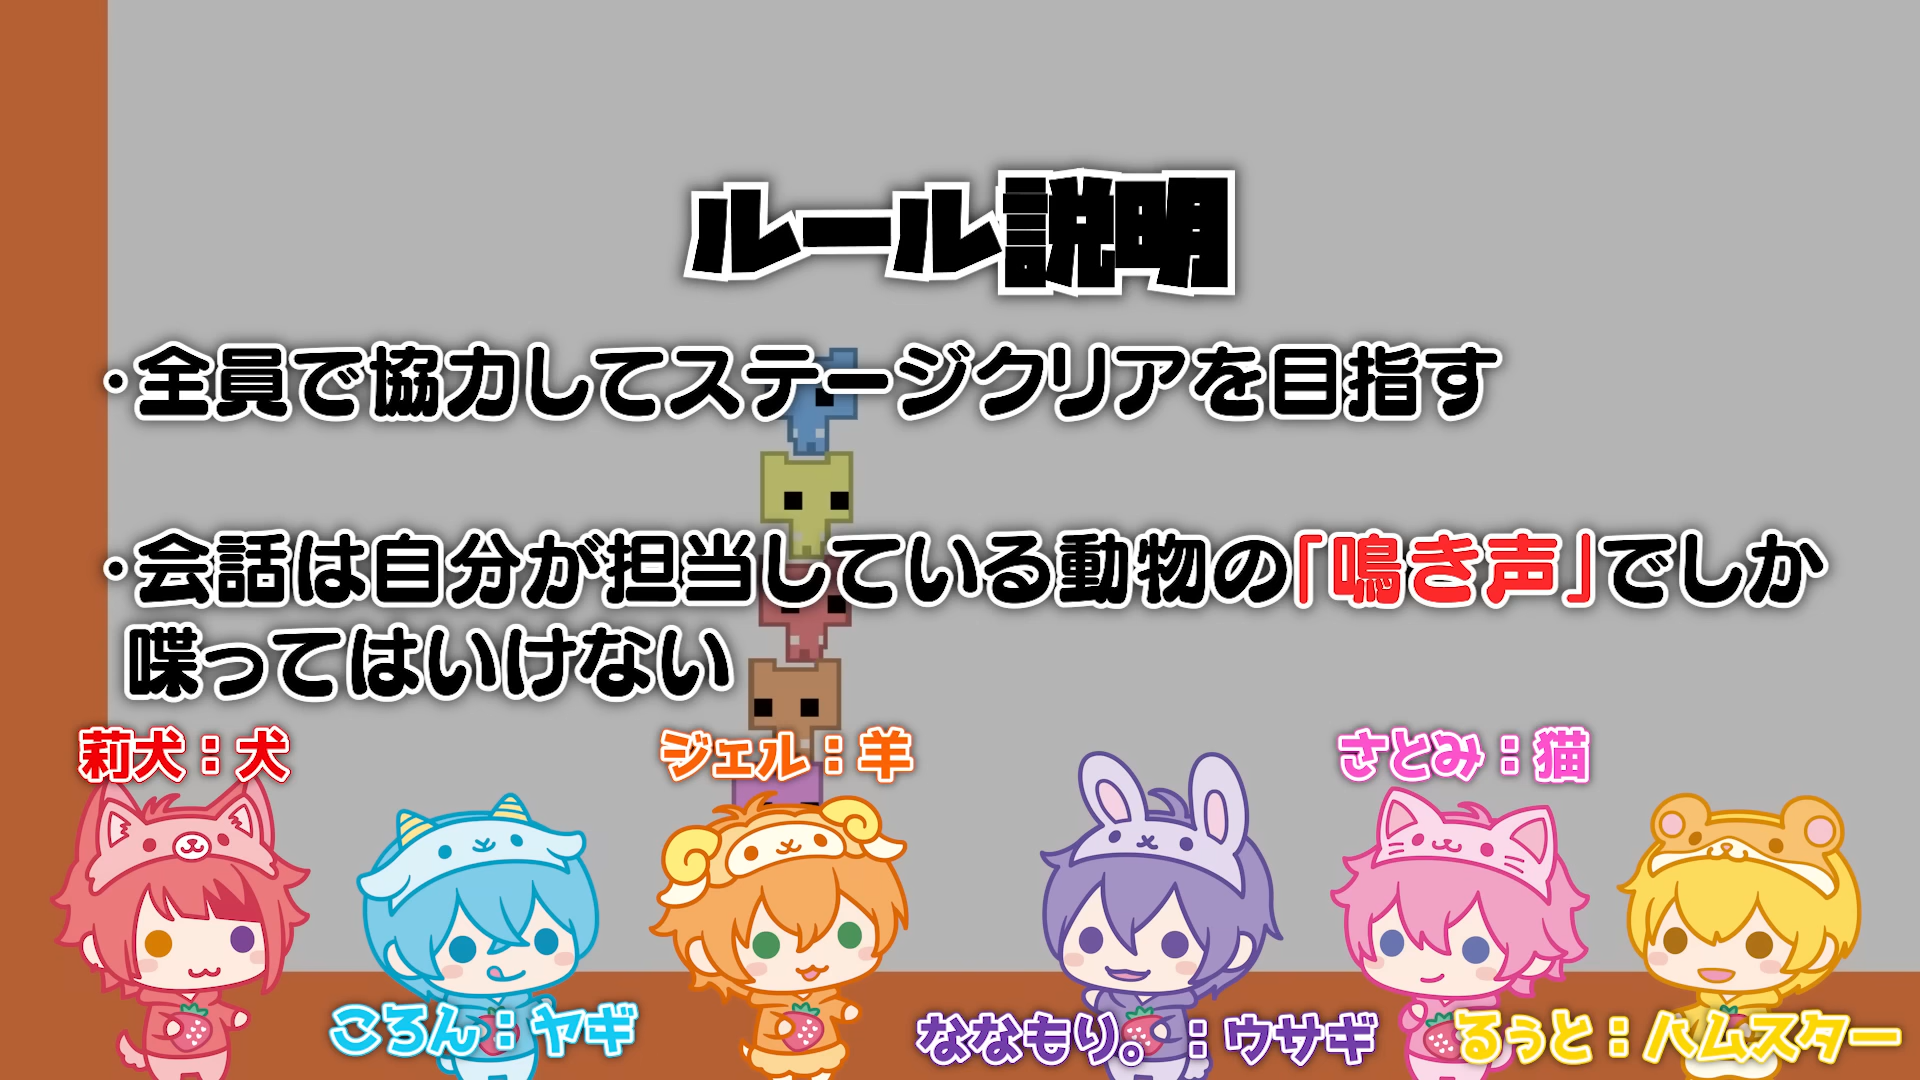 ルール説明
・全員で協力してステージクリアを目指す
・会話は自分が担当している動物の「鳴き声」でしか
喋ってはいけない
莉犬：犬
ジェル：羊
さとみ：猫
ころん：ヤギ
ななもり。：ウサギ
るぅと：ハムスター